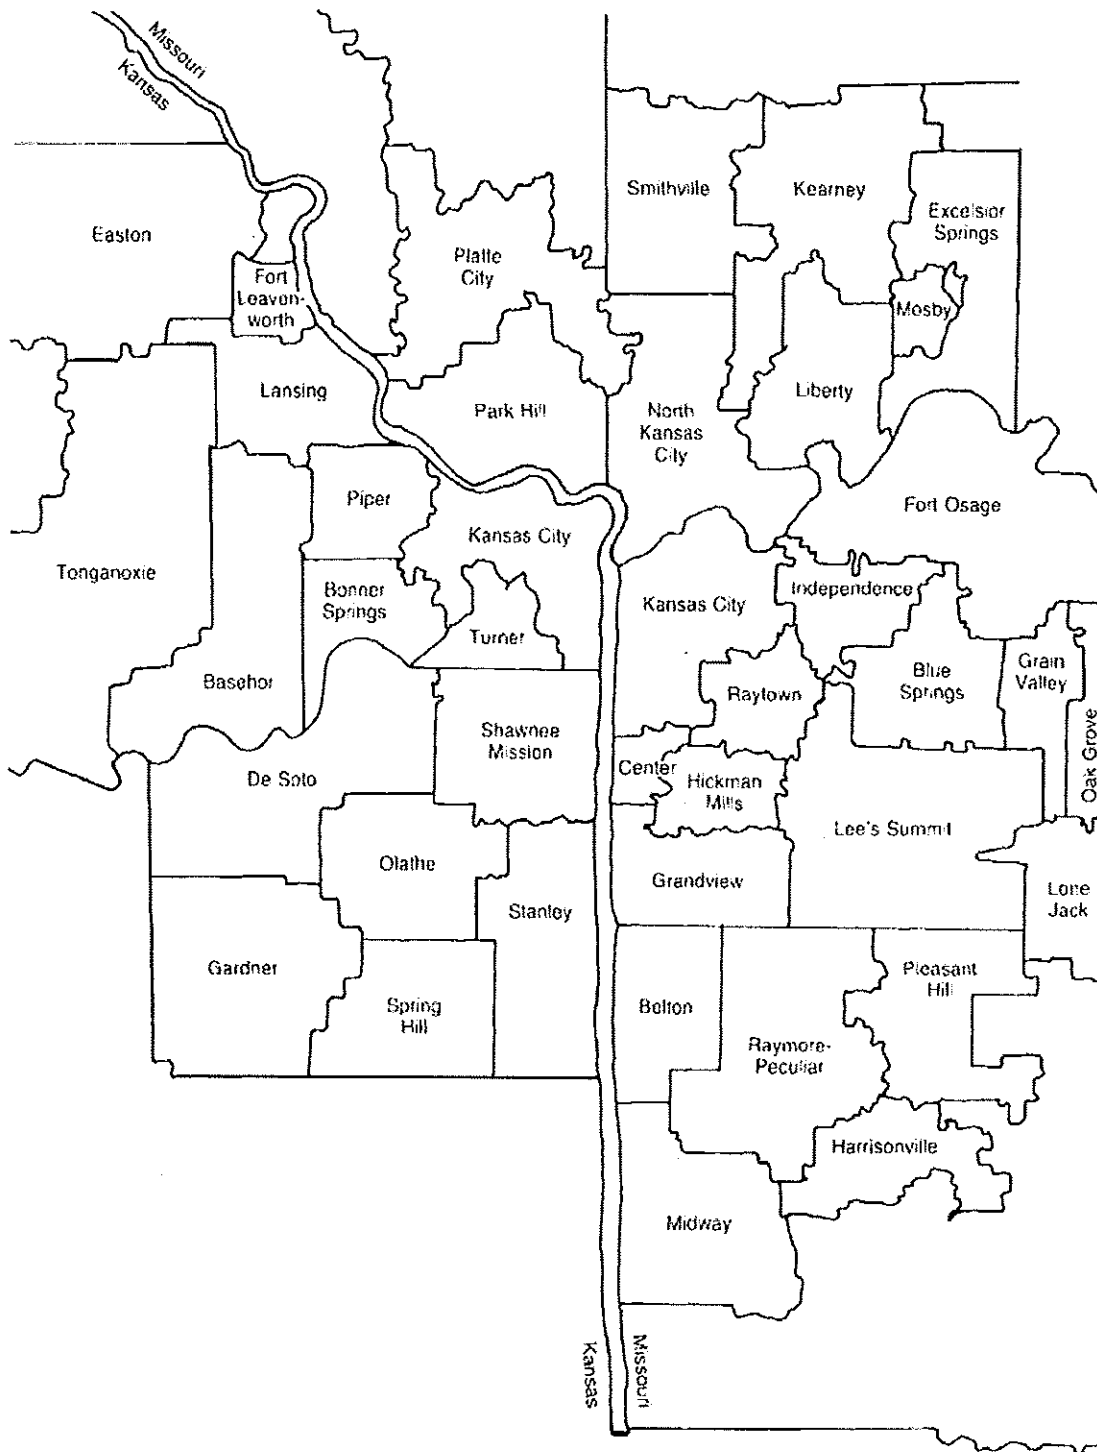 Missouri
Kansas
Easton
Fort
Leaven-
worth
Platte
City
Smithville
Kearney
Excelsior
Springs
Mosby
Lansing
Park Hill
North
Kansas
City
Liberty
Piper
Kansas City
Fort Osage
Tonganoxie
Bonner
Springs
Turner
Kansas City
Independence
Basehor
Shawnee
Mission
Raytown
Blue
Springs
Grain
Valley
Oak Grove
De Soto
Center
Hickman
Mills
Lee's Summit
Olathe
Stanley
Grandview
Lone
Jack
Gardner
Spring
Hill
Belton
Raymore-
Peculiar
Pleasant
Hill
Harrisonville
Midway
Kansas
Missouri